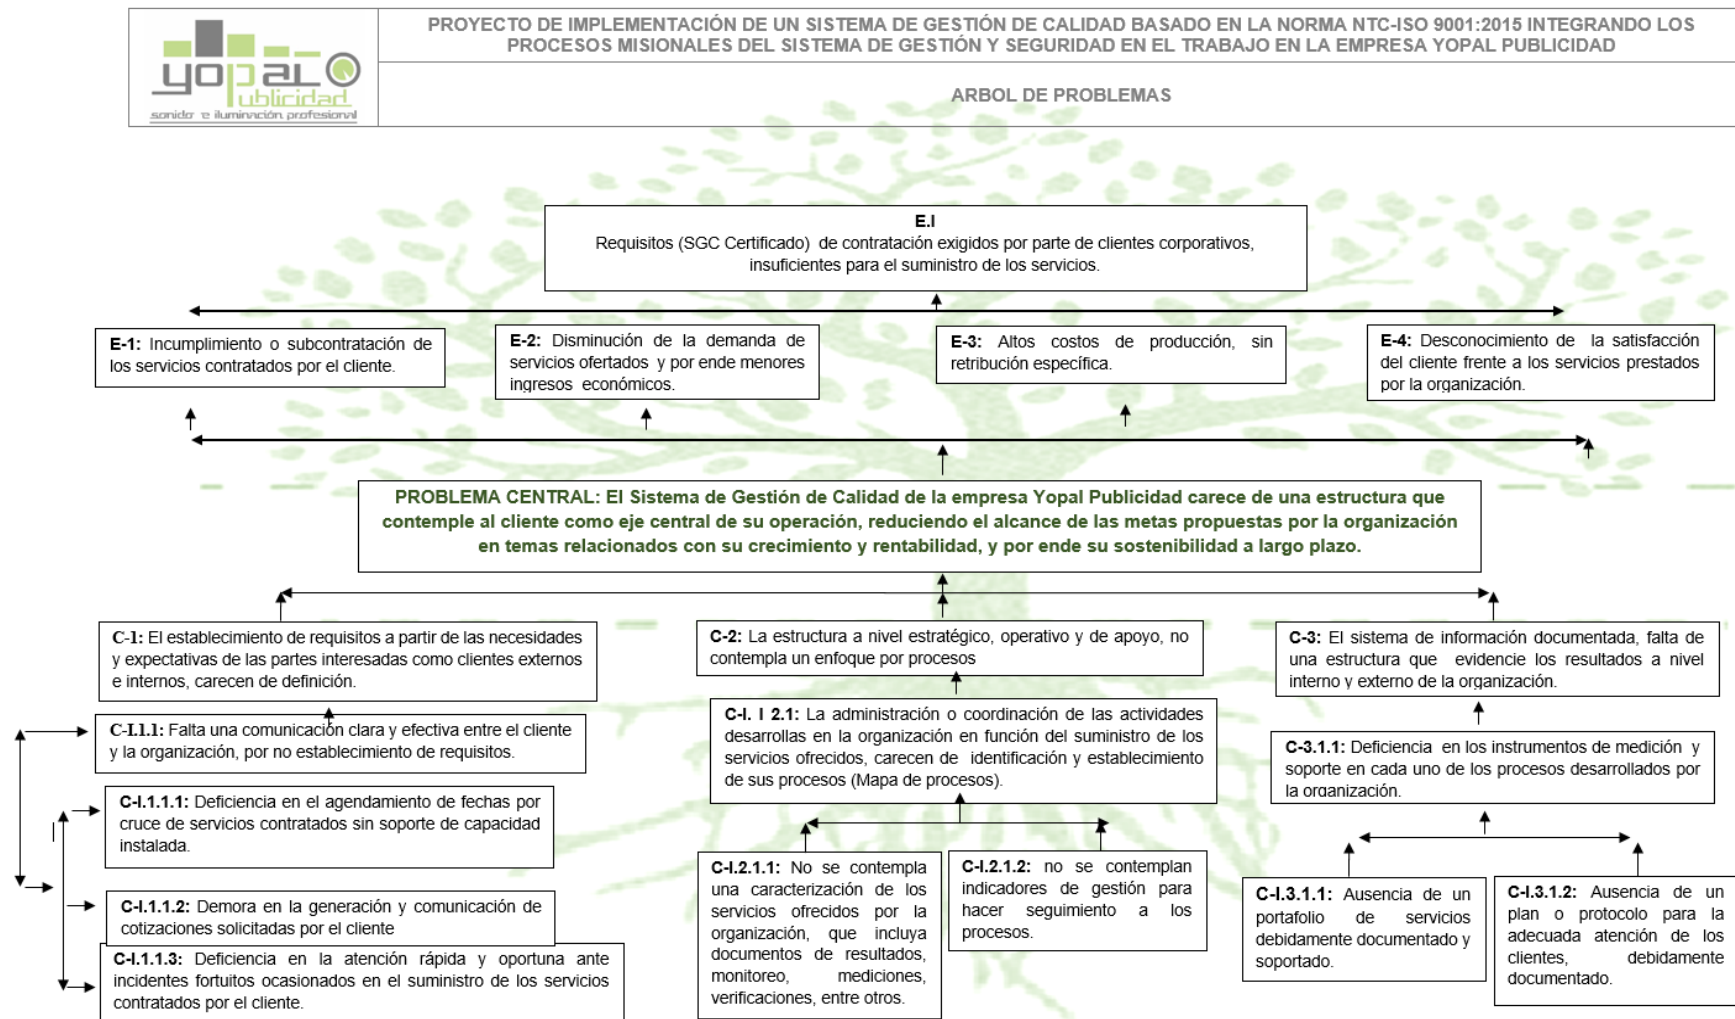 yopal
publicidad
sonido e iluminación profesional
PROYECTO DE IMPLEMENTACIÓN DE UN SISTEMA DE GESTIÓN DE CALIDAD BASADO EN LA NORMA NTC-ISO 9001:2015 INTEGRANDO LOS
PROCESOS MISIONALES DEL SISTEMA DE GESTIÓN Y SEGURIDAD EN EL TRABAJO EN LA EMPRESA YOPAL PUBLICIDAD
ARBOL DE PROBLEMAS
E.I
Requisitos (SGC Certificado) de contratación exigidos por parte de clientes corporativos,
insuficientes para el suministro de los servicios.
E-1: Incumplimiento o subcontratación de
los servicios contratados por el cliente.
E-2: Disminución de la demanda de
servicios ofertados y por ende menores
ingresos económicos.
E-3: Altos costos de producción, sin
retribución específica.
E-4: Desconocimiento de la satisfacción
del cliente frente a los servicios prestados
por la organización.
PROBLEMA CENTRAL: El Sistema de Gestión de Calidad de la empresa Yopal Publicidad carece de una estructura que
contemple al cliente como eje central de su operación, reduciendo el alcance de las metas propuestas por la organización
en temas relacionados con su crecimiento y rentabilidad, y por ende su sostenibilidad a largo plazo.
C-1: El establecimiento de requisitos a partir de las necesidades
y expectativas de las partes interesadas como clientes externos
e internos, carecen de definición.
C-2: La estructura a nivel estratégico, operativo y de apoyo, no
contempla un enfoque por procesos
C-3: El sistema de información documentada, falta de
una estructura que evidencie los resultados a nivel
interno y externo de la organización.
C-I.1.1: Falta una comunicación clara y efectiva entre el cliente
y la organización, por no establecimiento de requisitos.
C-I. I 2.1: La administración o coordinación de las actividades
desarrollas en la organización en función del suministro de los
servicios ofrecidos, carecen de identificación y establecimiento
de sus procesos (Mapa de procesos).
C-3.1.1: Deficiencia en los instrumentos de medición y
soporte en cada uno de los procesos desarrollados por
la organización.
C-I.1.1.1: Deficiencia en el agendamiento de fechas por
cruce de servicios contratados sin soporte de capacidad
instalada.
C-I.1.1.2: Demora en la generación y comunicación de
cotizaciones solicitadas por el cliente
C-I.1.1.3: Deficiencia en la atención rápida y oportuna ante
incidentes fortuitos ocasionados en el suministro de los servicios
contratados por el cliente.
C-I.2.1.1: No se contempla
una caracterización de los
servicios ofrecidos por la
organización, que incluya
documentos de resultados,
monitoreo, mediciones,
verificaciones, entre otros.
C-I.2.1.2: no se contemplan
indicadores de gestión para
hacer seguimiento a los
procesos.
C-I.3.1.1: Ausencia de un
portafolio de servicios
debidamente documentado y
soportado.
C-I.3.1.2: Ausencia de un
plan o protocolo para la
adecuada atención de los
clientes, debidamente
documentado.